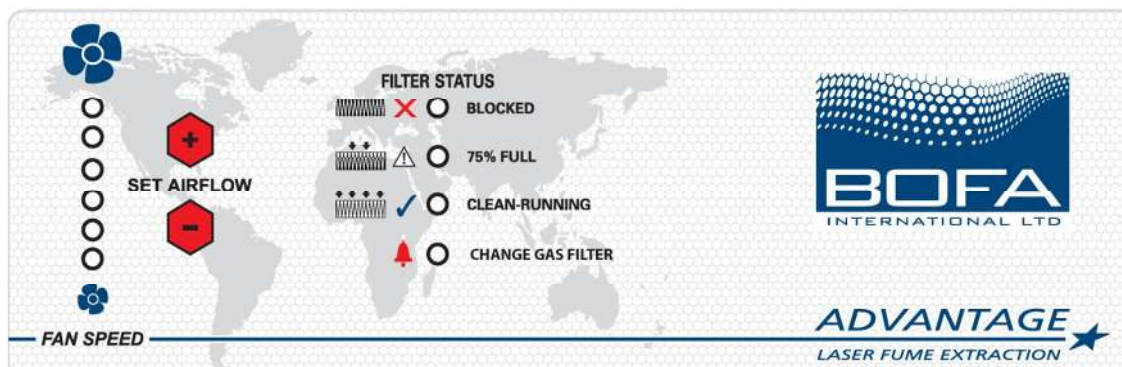 FILTER STATUS
BLOCKED
+
75% FULL
SET AIRFLOW
CLEAN-RUNNING
-
CHANGE GAS FILTER
FAN SPEED
BOFA
INTERNATIONAL LTD
ADVANTAGE
LASER FUME EXTRACTION